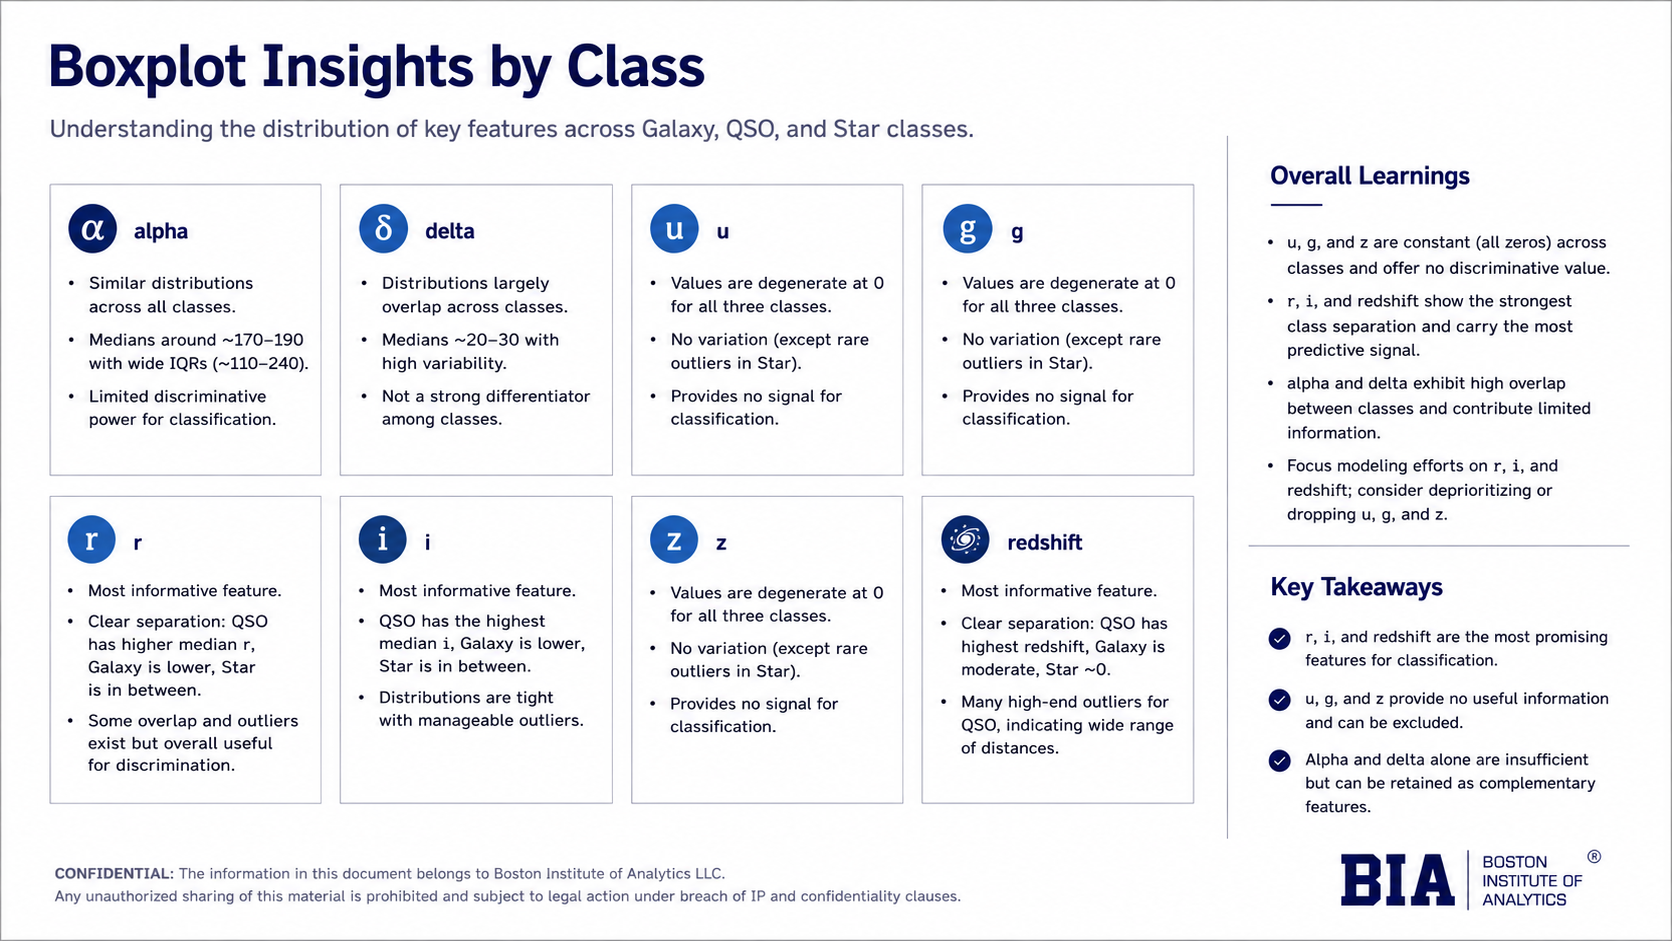 Boxplot Insights by Class
Understanding the distribution of key features across Galaxy, QSO, and Star classes.
α alpha
• Similar distributions
across all classes.
• Medians around ~170–190
with wide IQRs (~110–240).
• Limited discriminative
power for classification.
δ delta
• Distributions largely
overlap across classes.
• Medians ~20–30 with
high variability.
• Not a strong differentiator
among classes.
u u
• Values are degenerate at 0
for all three classes.
• No variation (except rare
outliers in Star).
• Provides no signal for
classification.
g g
• Values are degenerate at 0
for all three classes.
• No variation (except rare
outliers in Star).
• Provides no signal for
classification.
r r
• Most informative feature.
• Clear separation: QSO
has higher median r,
Galaxy is lower, Star
is in between.
• Some overlap and outliers
exist but overall useful
for discrimination.
i i
• Most informative feature.
• QSO has the highest
median i, Galaxy is lower,
Star is in between.
• Distributions are tight
with manageable outliers.
z z
• Values are degenerate at 0
for all three classes.
• No variation (except rare
outliers in Star).
• Provides no signal for
classification.
redshift
• Most informative feature.
• Clear separation: QSO has
highest redshift, Galaxy is
moderate, Star ~0.
• Many high-end outliers for
QSO, indicating wide range
of distances.
Overall Learnings
• u, g, and z are constant (all zeros) across
classes and offer no discriminative value.
• r, i, and redshift show the strongest
class separation and carry the most
predictive signal.
• alpha and delta exhibit high overlap
between classes and contribute limited
information.
• Focus modeling efforts on r, i, and
redshift; consider deprioritizing or
dropping u, g, and z.
Key Takeaways
r, i, and redshift are the most promising
features for classification.
u, g, and z provide no useful information
and can be excluded.
Alpha and delta alone are insufficient
but can be retained as complementary
features.
CONFIDENTIAL: The information in this document belongs to Boston Institute of Analytics LLC.
Any unauthorized sharing of this material is prohibited and subject to legal action under breach of IP and confidentiality clauses.
BIA
BOSTON ®
INSTITUTE OF
ANALYTICS